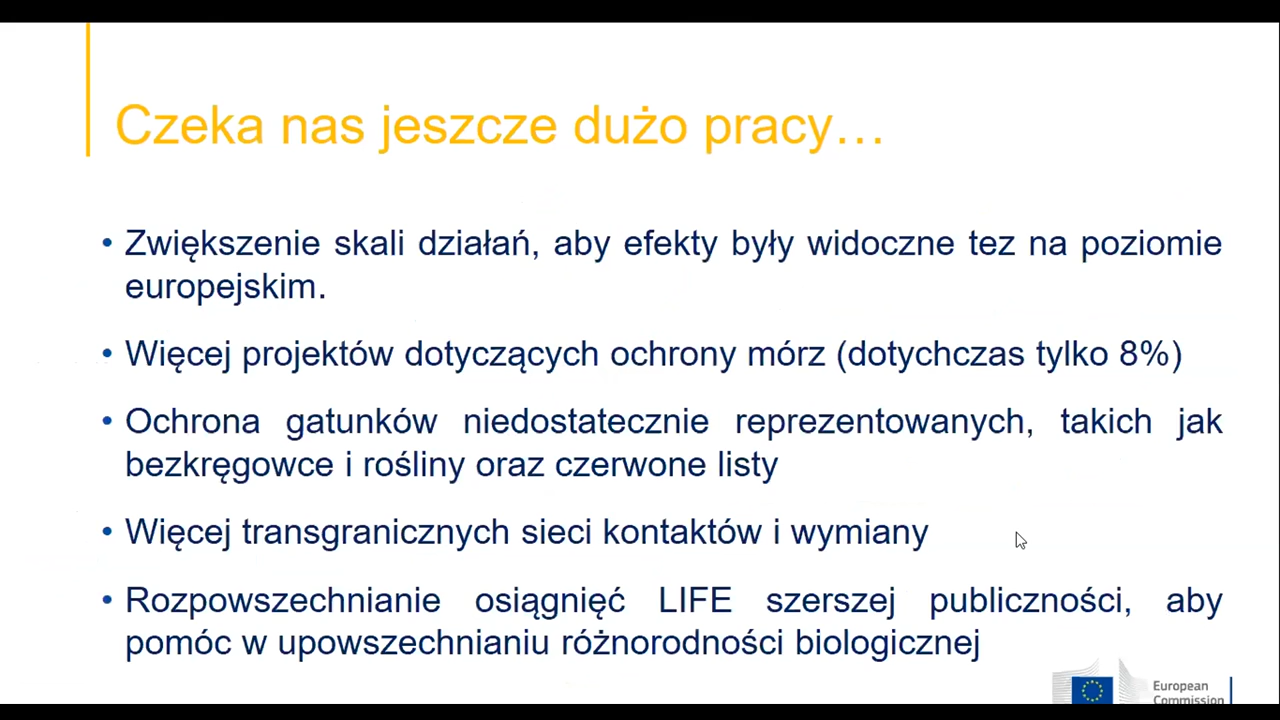 Czeka nas jeszcze dużo pracy…
• Zwiększenie skali działań, aby efekty były widoczne tez na poziomie
europejskim.
• Więcej projektów dotyczących ochrony mórz (dotychczas tylko 8%)
• Ochrona gatunków niedostatecznie reprezentowanych, takich jak
bezkręgowce i rośliny oraz czerwone listy
• Więcej transgranicznych sieci kontaktów i wymiany
• Rozpowszechnianie osiągnięć LIFE szerszej publiczności, aby
pomóc w upowszechnianiu różnorodności biologicznej
European
Commission